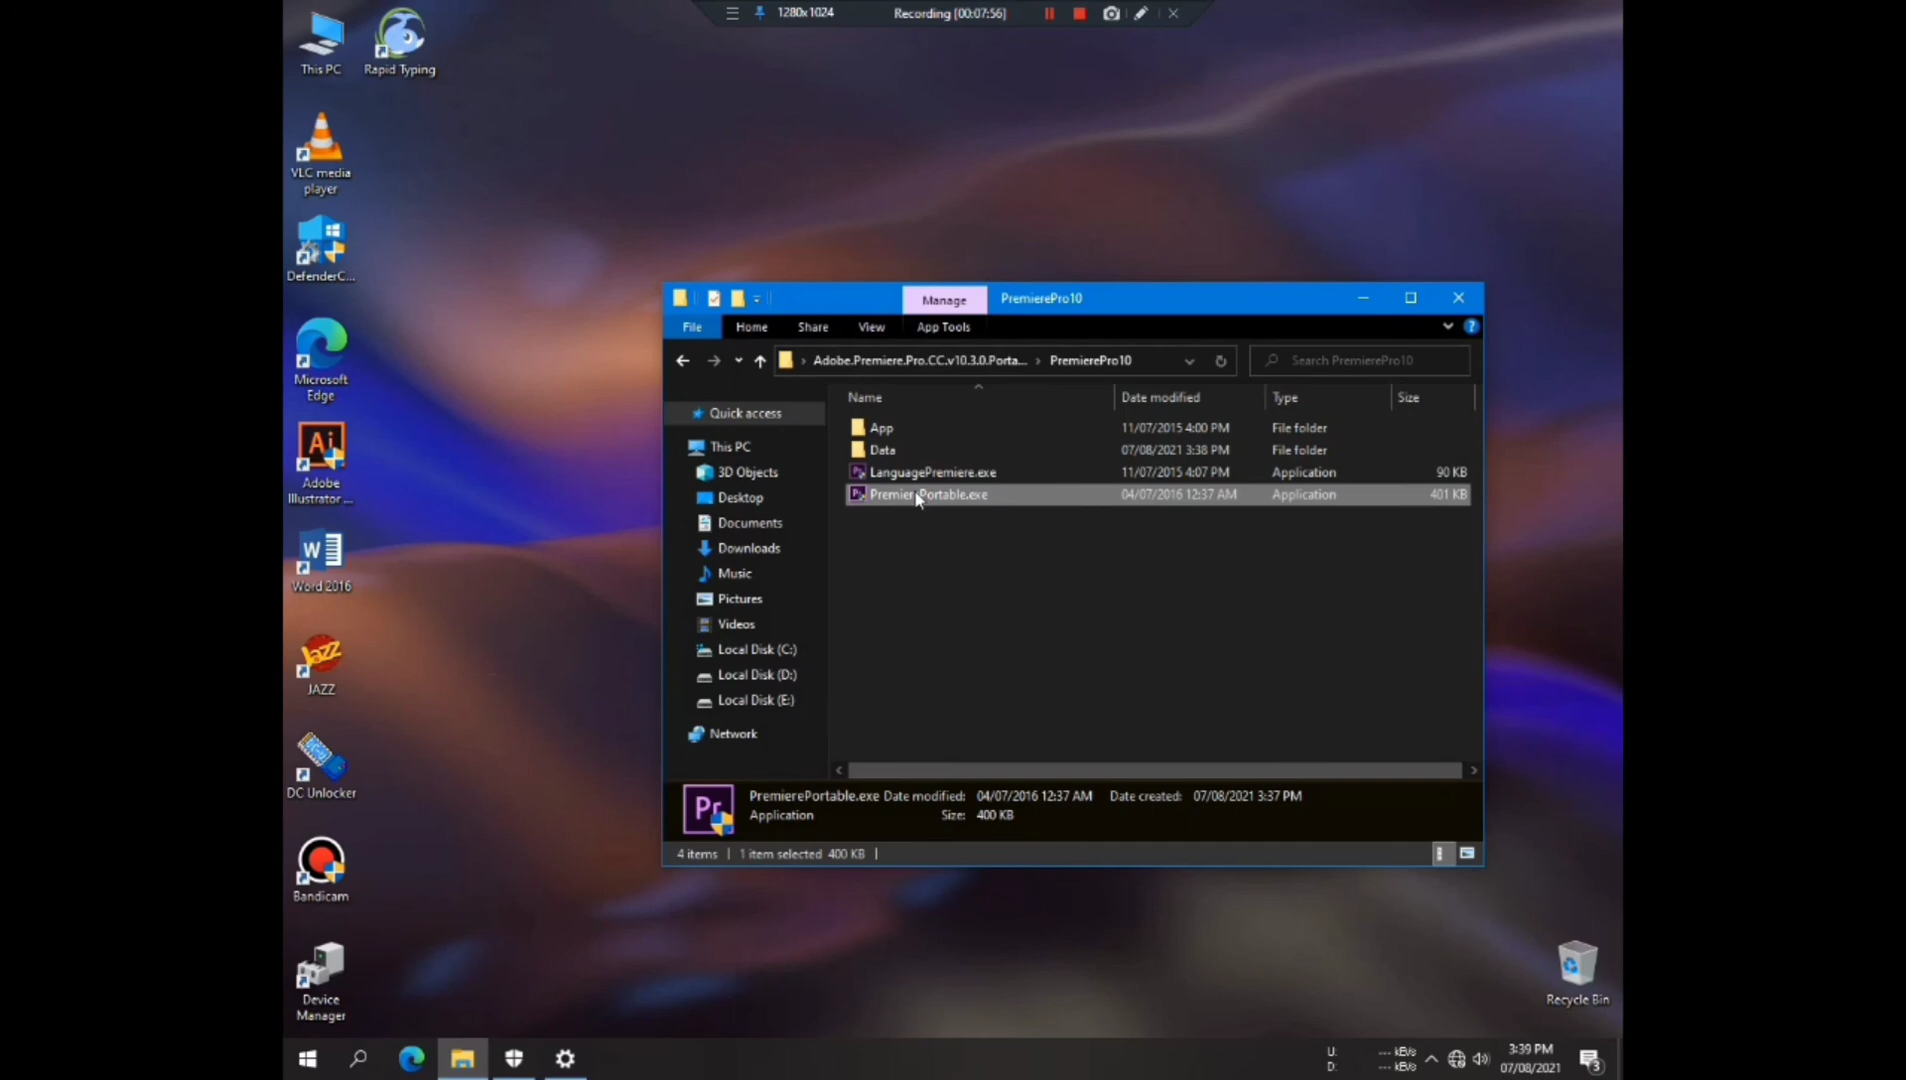 1280x1024
Recording [00:07:56]
This PC
Rapid Typing
VLC media
player
DefenderC...
Microsoft
Edge
Ai
Adobe
Illustrator ...
W
Word 2016
JAZZ
JAZZ
DC Unlocker
Bandicam
Device
Manager
Recycle Bin
Manage
PremierePro10
File
Home
Share
View
App Tools
Adobe.Premiere.Pro.CC.v10.3.0.Porta...
PremierePro10
Search PremierePro10
Name
Date modified
Type
Size
Quick access
This PC
3D Objects
Desktop
Documents
Downloads
Music
Pictures
Videos
Local Disk (C:)
Local Disk (D:)
Local Disk (E:)
Network
App 11/07/2015 4:00 PM File folder
Data 07/08/2021 3:38 PM File folder
LanguagePremiere.exe 11/07/2015 4:07 PM Application 90 KB
PremierePortable.exe 04/07/2016 12:37 AM Application 401 KB
Pr
PremierePortable.exe Date modified: 04/07/2016 12:37 AM Date created: 07/08/2021 3:37 PM
Application Size: 400 KB
4 items 1 item selected 400 KB
U: --- kB/s
D: --- kB/s
3:39 PM
07/08/2021
3